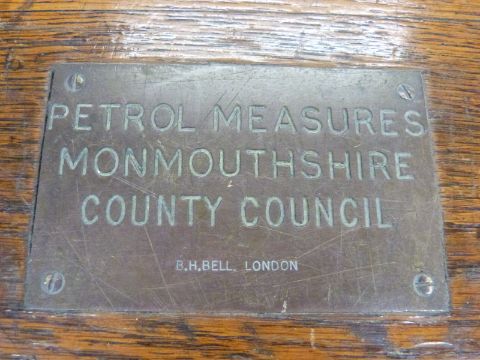 PETROL MEASURES
MONMOUTHSHIRE
COUNTY COUNCIL
B.H.BELL. LONDON